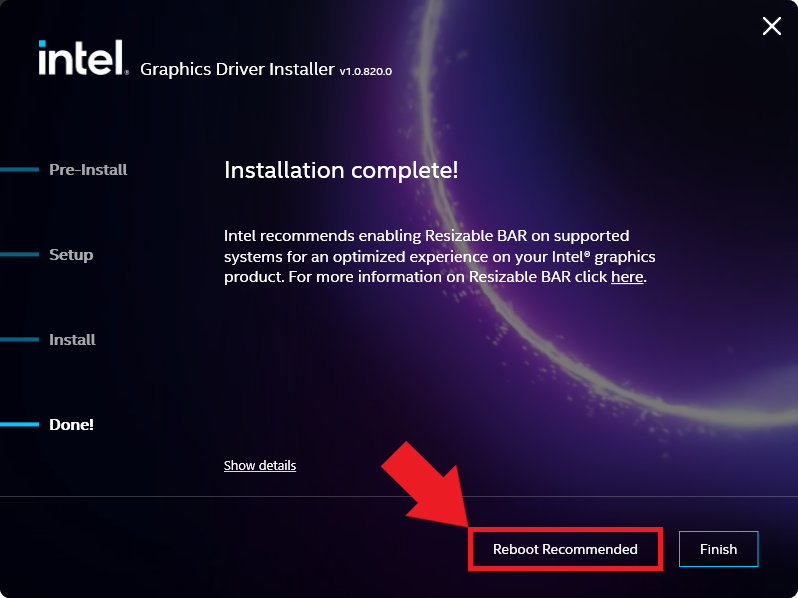 intel® Graphics Driver Installer v1.0.820.0
Pre-Install
Setup
Install
Done!
Installation complete!
Intel recommends enabling Resizable BAR on supported
systems for an optimized experience on your Intel® graphics
product. For more information on Resizable BAR click here.
Show details
Reboot Recommended
Finish